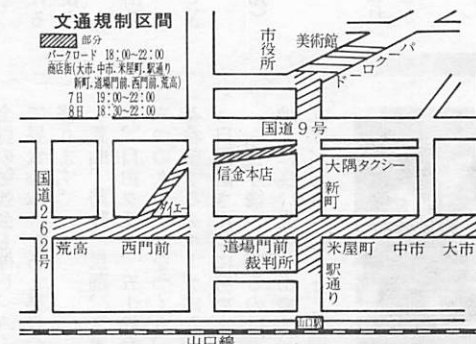 交通規制区間
部分
パークロード 18:00～22:00
商店街(大市、中市、米屋町、駅通り
新町、道場門前、西門前、荒高)
7日 19:00～22:00
8日 18:30～22:00
市役所
美術館
パークロード
国道9号
国道262号
ダイエー
信金本店
大隅タクシー
新町
荒高
西門前
道場門前
裁判所
米屋町
中市
大市
駅通り
山口駅
山口線